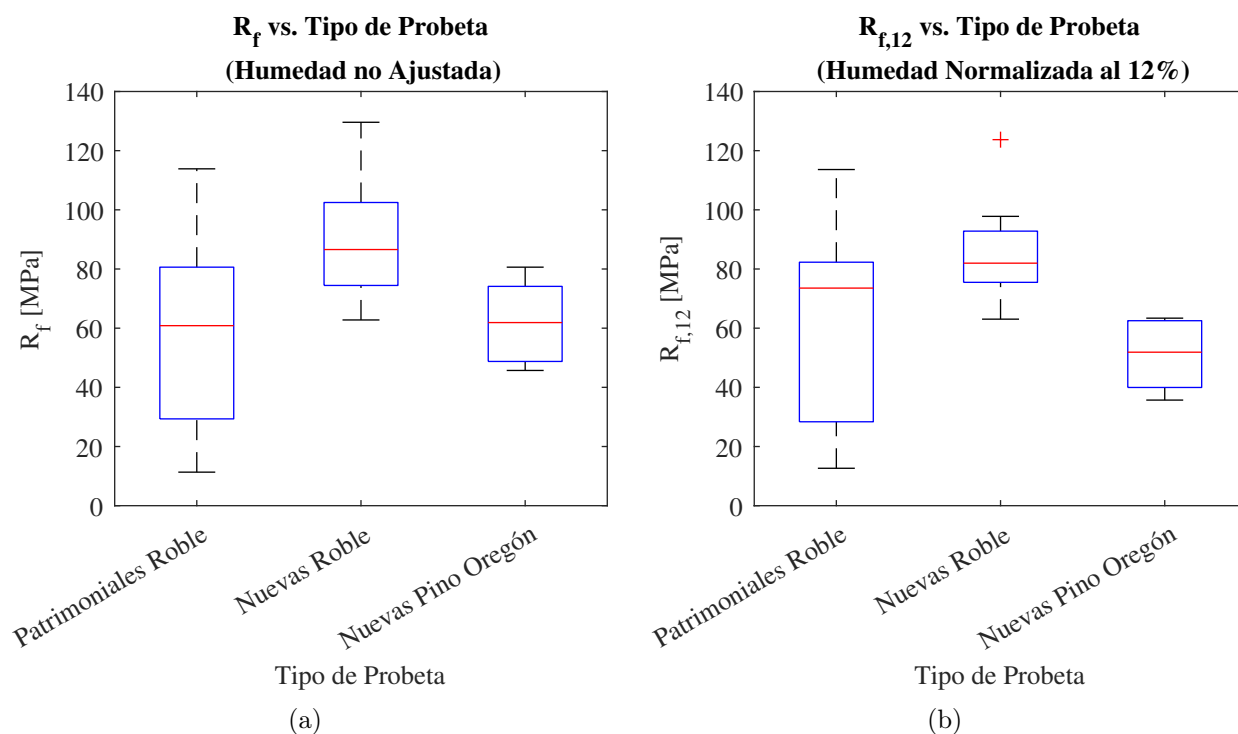 R_f vs. Tipo de Probeta
(Humedad no Ajustada)
140
120
100
80
60
40
20
0
R_f [MPa]
Patrimoniales Roble
Nuevas Roble
Nuevas Pino Oregón
Tipo de Probeta
(a)
R_f,12 vs. Tipo de Probeta
(Humedad Normalizada al 12%)
140
120
100
80
60
40
20
0
R_f,12 [MPa]
Patrimoniales Roble
Nuevas Roble
Nuevas Pino Oregón
Tipo de Probeta
(b)